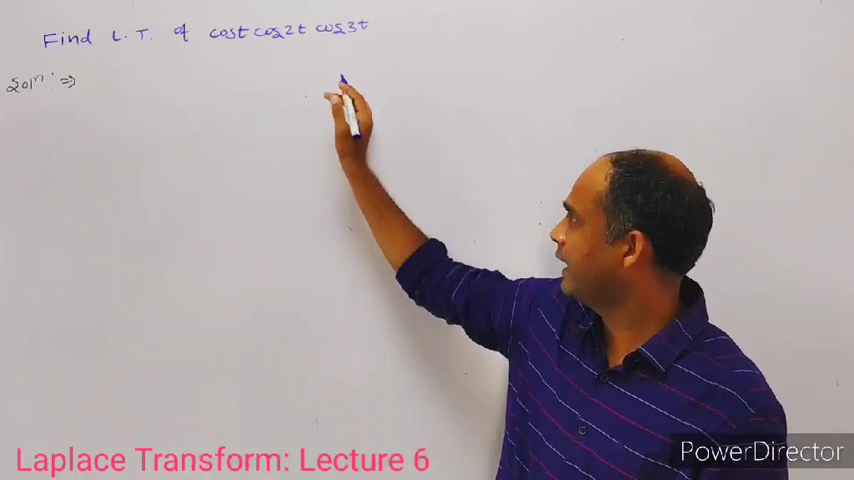 Find L.T. of cost cos2t cos3t
Solⁿ: ⇒
Laplace Transform: Lecture 6
PowerDirector